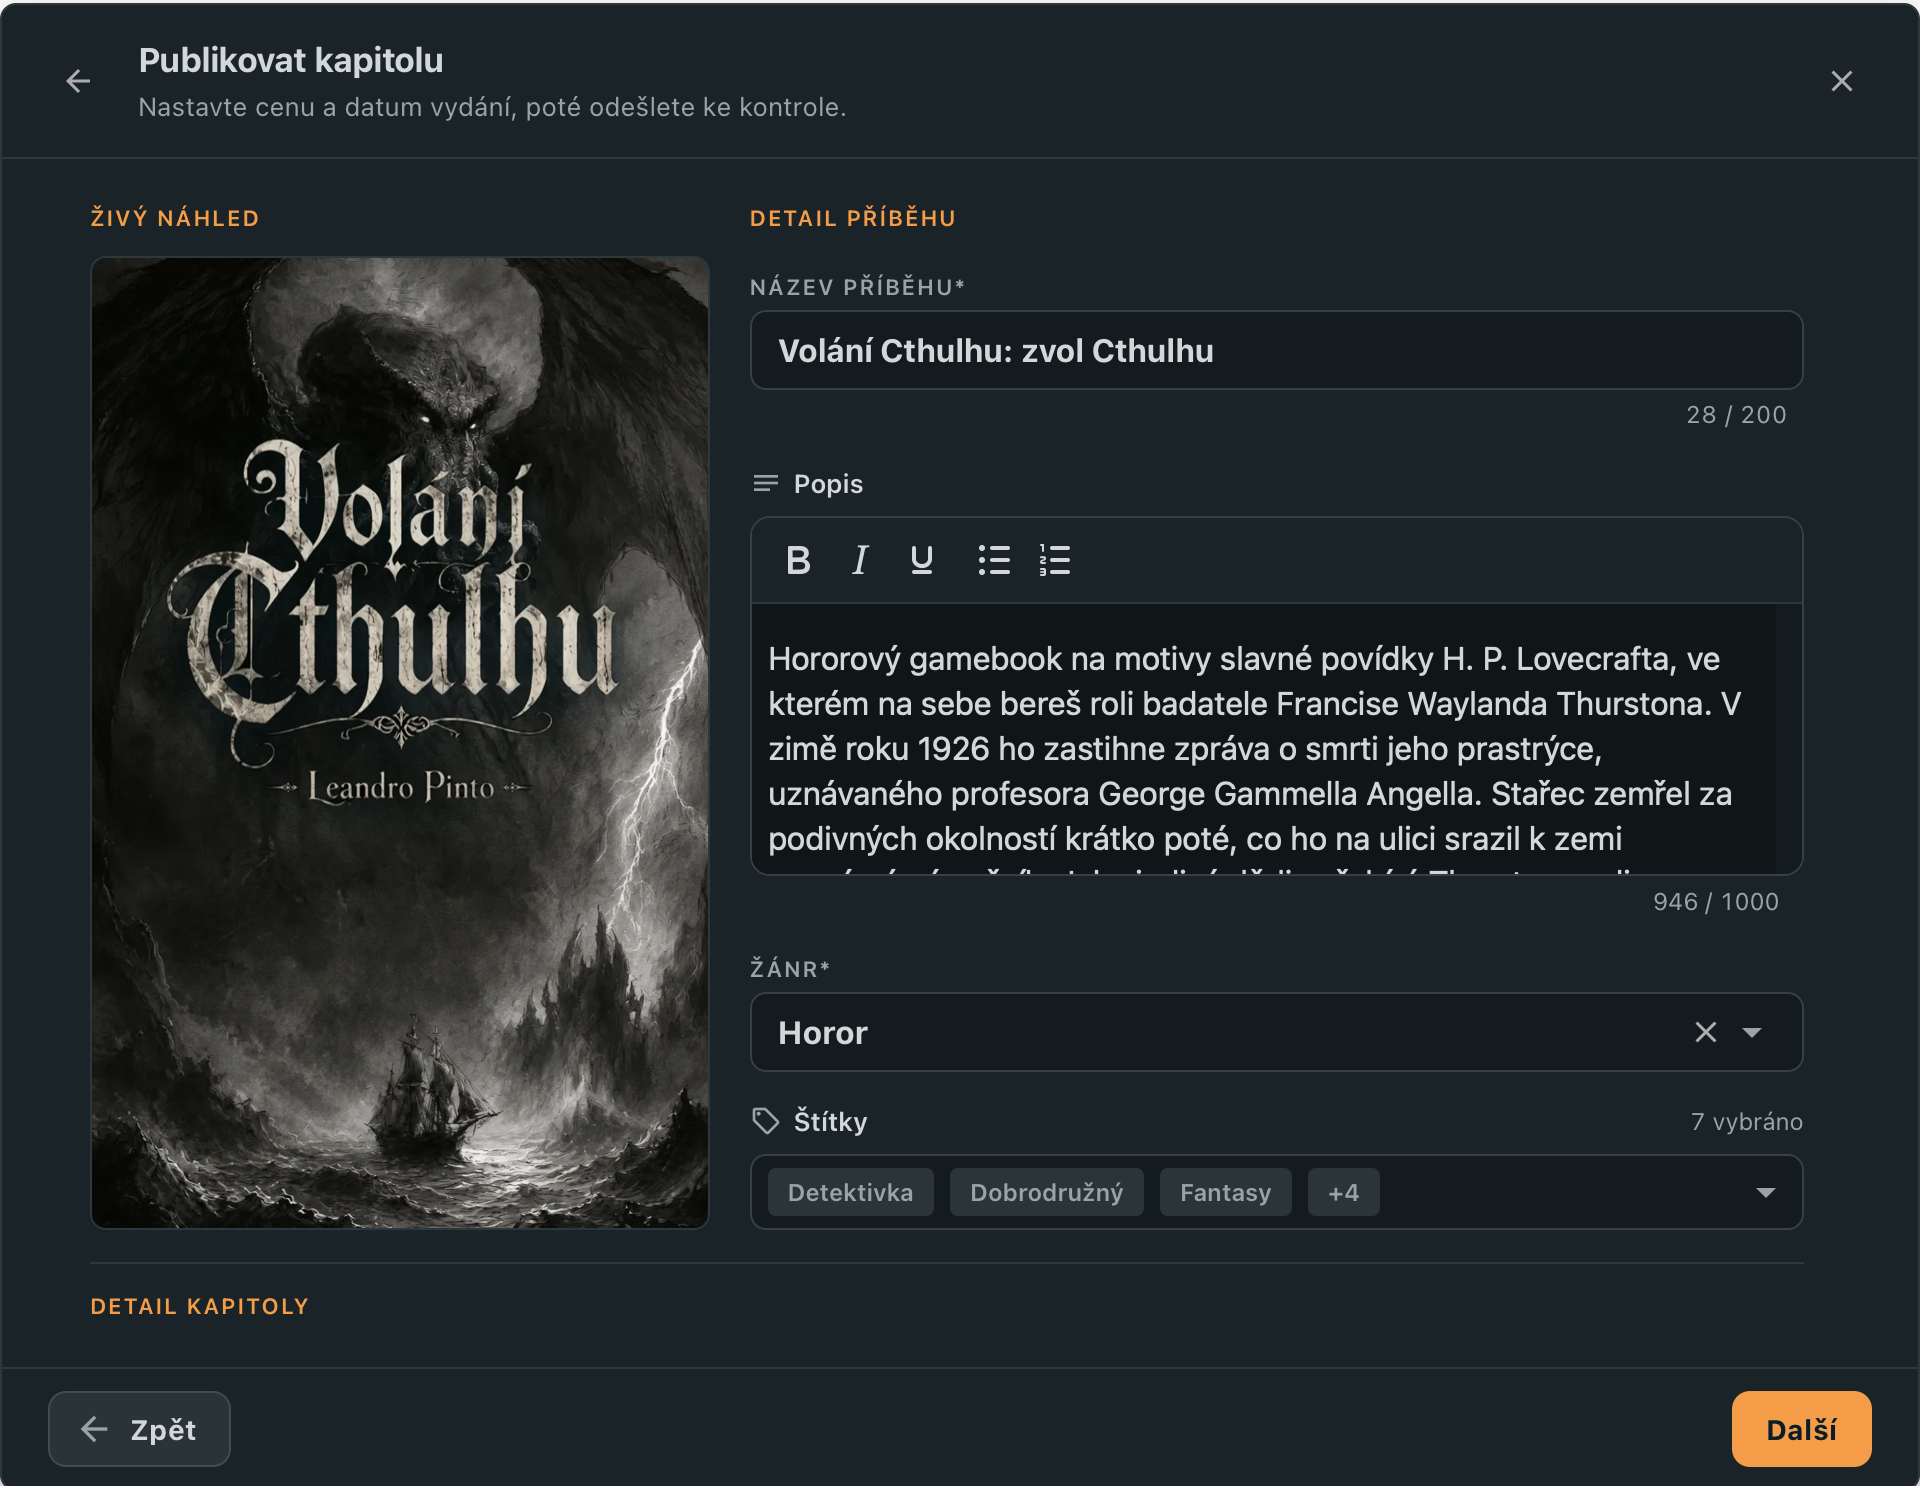 Publikovat kapitolu
Nastavte cenu a datum vydání, poté odešlete ke kontrole.
ŽIVÝ NÁHLED
Volání
Cthulhu
Leandro Pinto
DETAIL PŘÍBĚHU
NÁZEV PŘÍBĚHU*
Volání Cthulhu: zvol Cthulhu
28 / 200
Popis
B I U
Hororový gamebook na motivy slavné povídky H. P. Lovecrafta, ve
kterém na sebe bereš roli badatele Francise Waylanda Thurstona. V
zimě roku 1926 ho zastihne zpráva o smrti jeho prastrýce,
uznávaného profesora George Gammella Angella. Stařec zemřel za
podivných okolností krátko poté, co ho na ulici srazil k zemi
946 / 1000
ŽÁNR*
Horor
Štítky
7 vybráno
Detektivka Dobrodružný Fantasy +4
DETAIL KAPITOLY
Zpět
Další